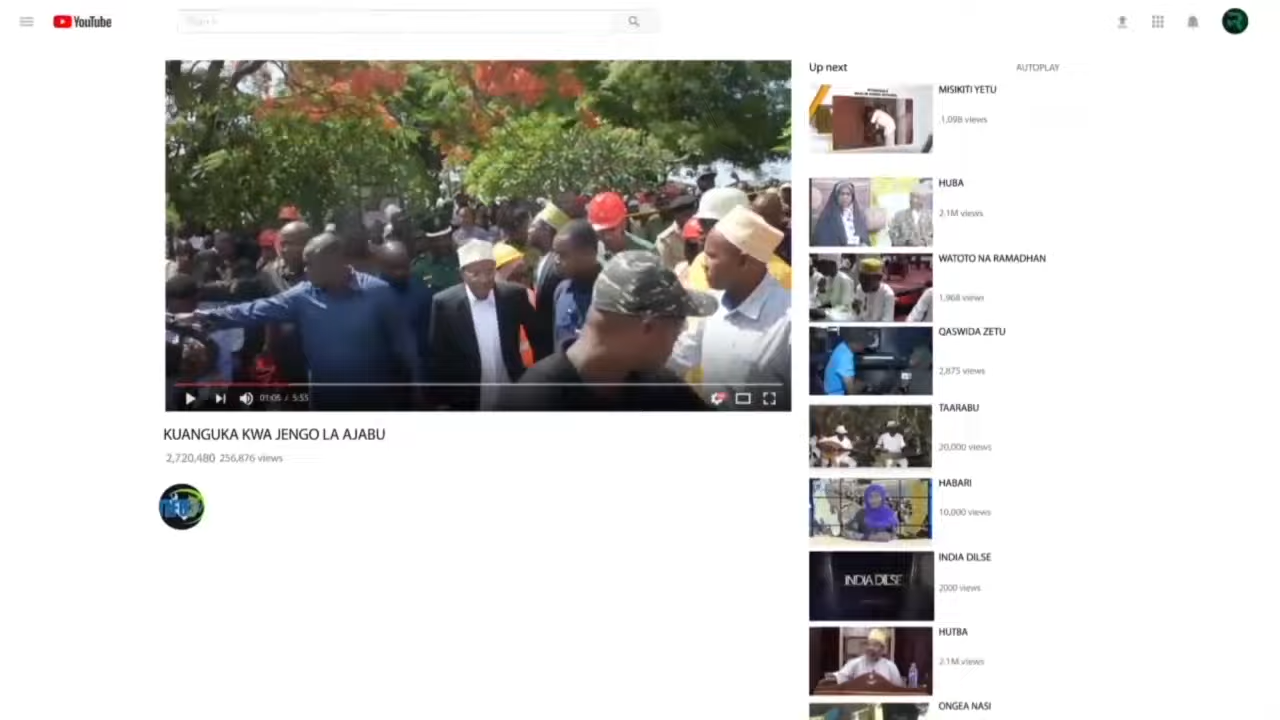 YouTube
Search
01:05 / 5:55
KUANGUKA KWA JENGO LA AJABU
2,720,480 256,876 views
NEWS
Up next
AUTOPLAY
MISIKITI YETU
1,098 views
HUBA
2.1M views
WATOTO NA RAMADHAN
1,968 views
QASWIDA ZETU
2,875 views
TAARABU
20,000 views
HABARI
10,000 views
INDIA DILSE
INDIA DILSE
2000 views
HUTBA
2.1M views
ONGEA NASI